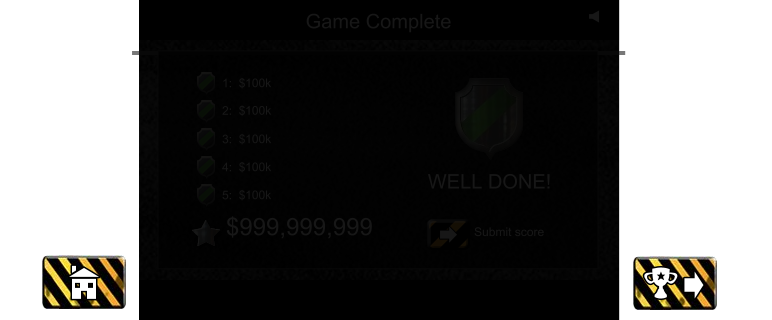 Game Complete
1: $100k
2: $100k
3: $100k
4: $100k
5: $100k
WELL DONE!
$999,999,999
Submit score